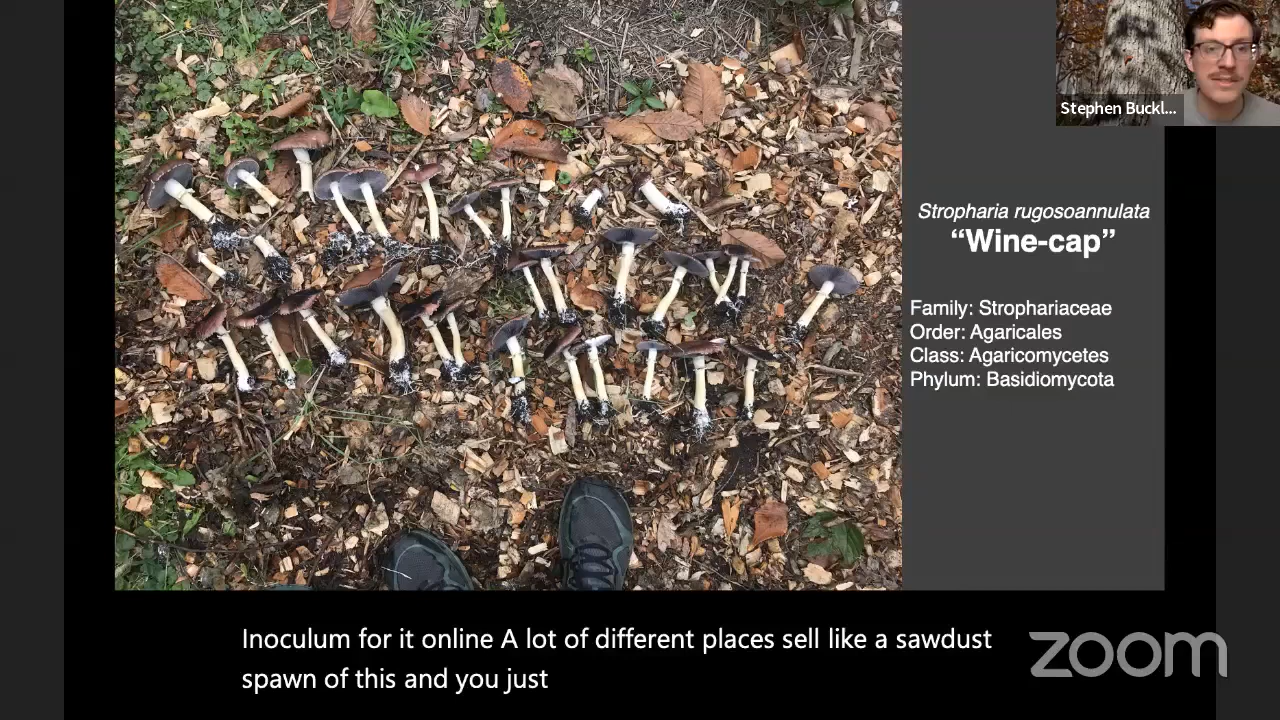 Stephen Buckl...
Stropharia rugosoannulata
“Wine-cap”
Family: Strophariaceae
Order: Agaricales
Class: Agaricomycetes
Phylum: Basidiomycota
Inoculum for it online A lot of different places sell like a sawdust
spawn of this and you just
zoom